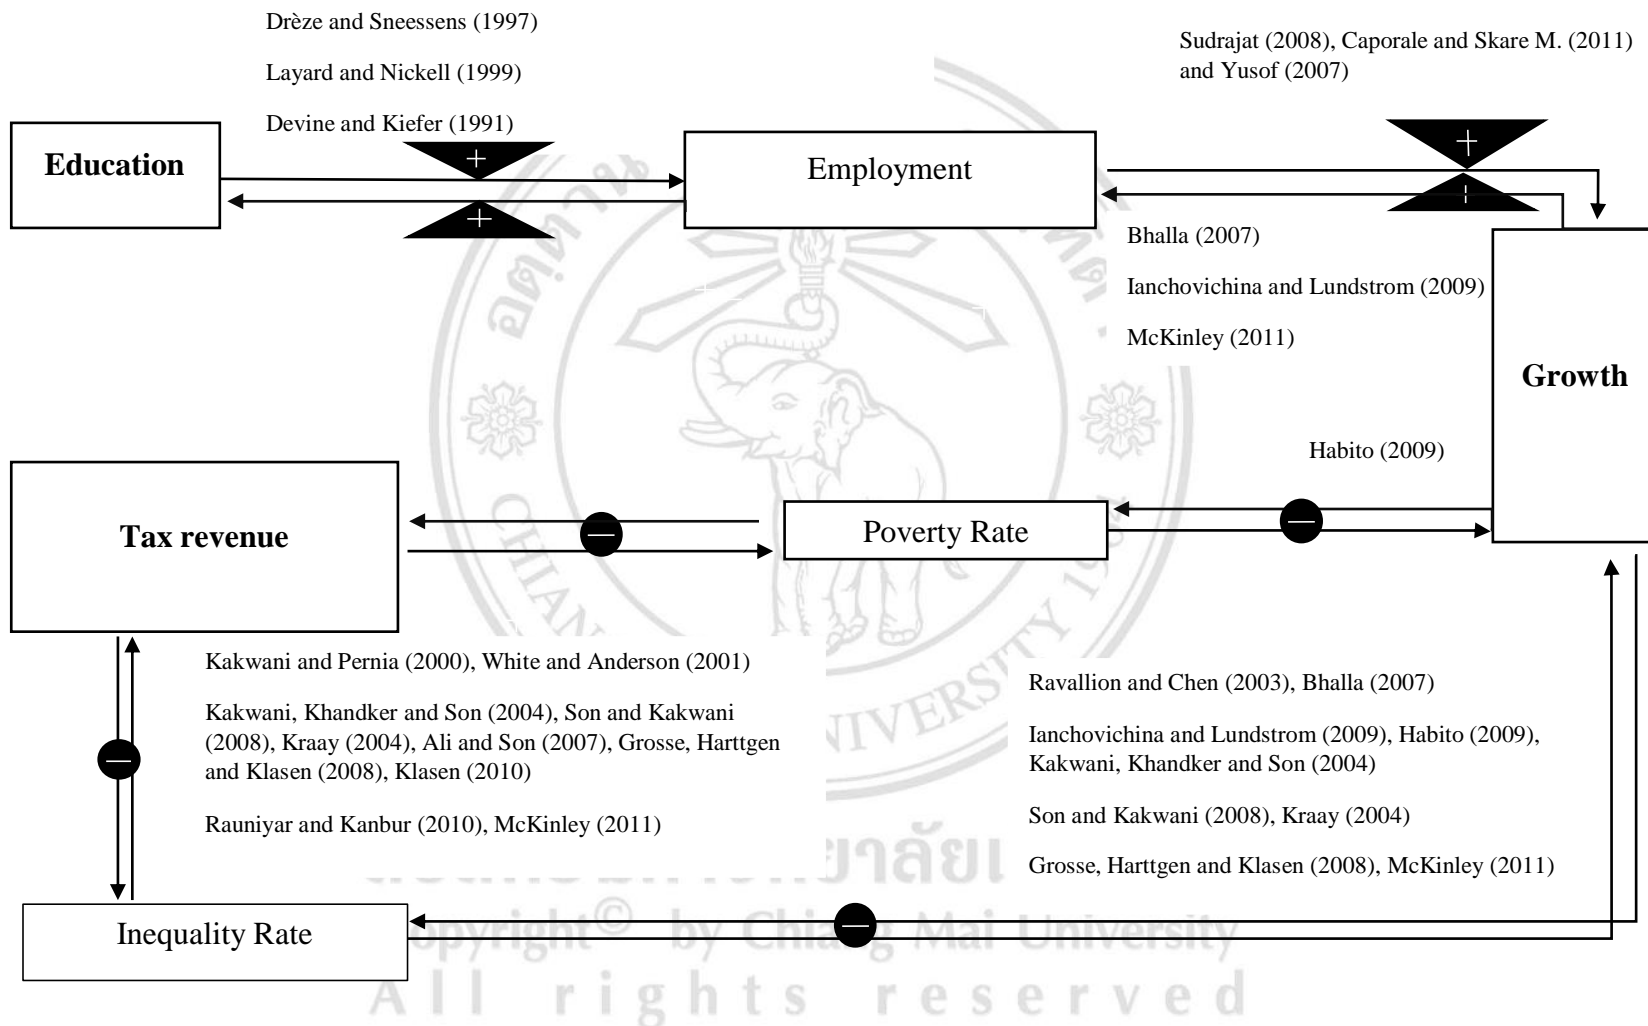 Drèze and Sneessens (1997)
Layard and Nickell (1999)
Devine and Kiefer (1991)
Sudrajat (2008), Caporale and Skare M. (2011)
and Yusof (2007)
Education
+
+
Employment
+
Bhalla (2007)
Ianchovichina and Lundstrom (2009)
McKinley (2011)
Growth
Habito (2009)
Tax revenue
—
Poverty Rate
—
Kakwani and Pernia (2000), White and Anderson (2001)
Kakwani, Khandker and Son (2004), Son and Kakwani
(2008), Kraay (2004), Ali and Son (2007), Grosse, Harttgen
and Klasen (2008), Klasen (2010)
Rauniyar and Kanbur (2010), McKinley (2011)
—
Ravallion and Chen (2003), Bhalla (2007)
Ianchovichina and Lundstrom (2009), Habito (2009),
Kakwani, Khandker and Son (2004)
Son and Kakwani (2008), Kraay (2004)
Grosse, Harttgen and Klasen (2008), McKinley (2011)
Inequality Rate
—
by Chiang Mai University
All rights reserved